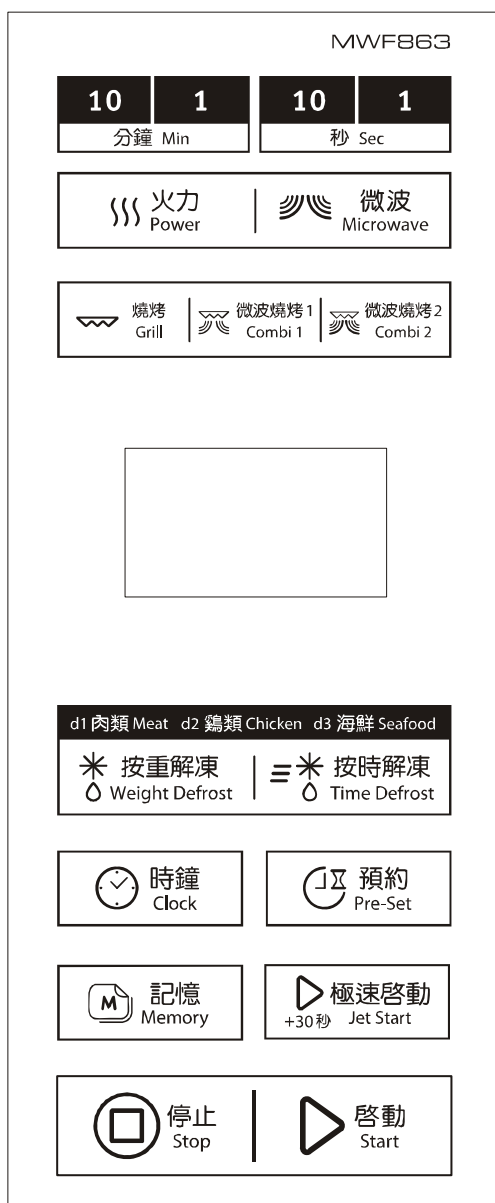 MWF863
10 1 10 1
分鐘 Min 秒 Sec
火力 微波
Power Microwave
燒烤 微波燒烤1 微波燒烤2
Grill Combi 1 Combi 2
d1 肉類 Meat d2 鷄類 Chicken d3 海鮮 Seafood
按重解凍 按時解凍
Weight Defrost Time Defrost
時鐘 預約
Clock Pre-Set
M 記憶 極速啓動
Memory +30秒 Jet Start
停止 啓動
Stop Start